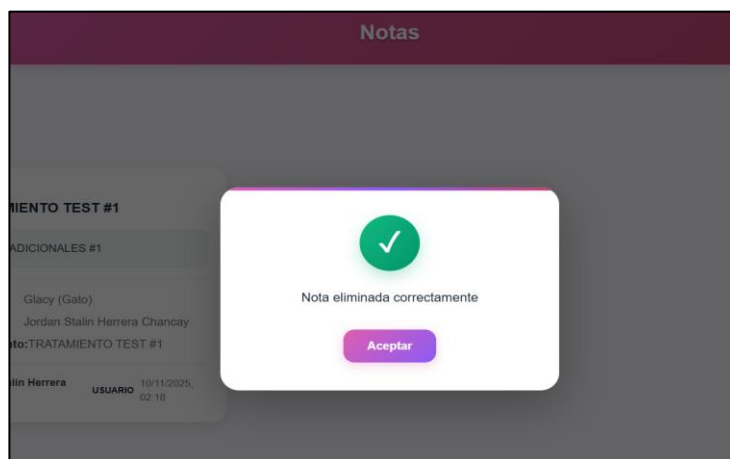 Notas
MIENTO TEST #1
ADICIONALES #1
Nota eliminada correctamente
Glacy (Gato)
Jordan Stalin Herrera Chancay
Aceptar
to:TRATAMIENTO TEST #1
lin Herrera
USUARIO
10/11/2025,
02:18